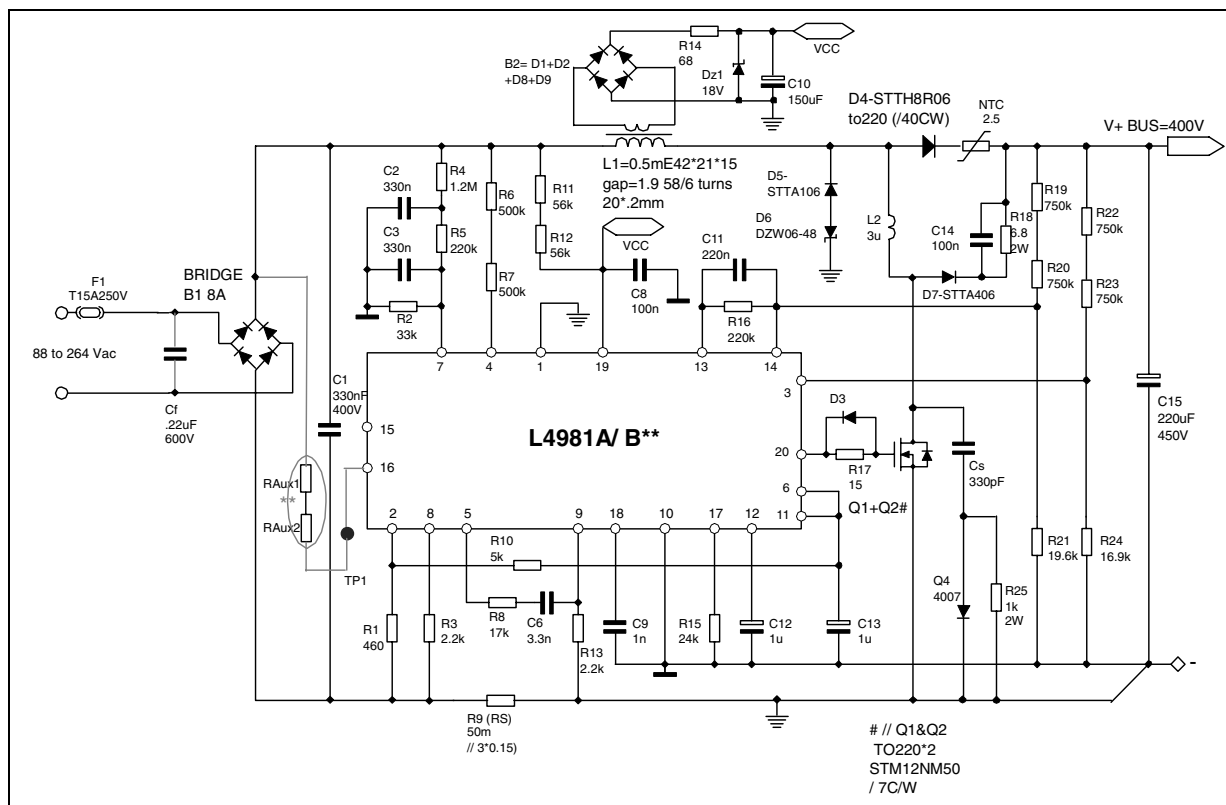 B2= D1+D2
+D8+D9
R14
68
Dz1
18V
VCC
C10
150uF
D4-STTH8R06
to220 (/40CW)
NTC
2.5
V+ BUS=400V
L1=0.5mE42*21*15
gap=1.9 58/6 turns
20*.2mm
C2
330n
R4
1.2M
R6
500k
R11
56k
D5-
STTA106
R19
750k
R22
750k
D6
DZW06-48
L2
3u
C14
100n
R18
6.8
2W
C3
330n
R5
220k
R12
56k
VCC
C11
220n
R7
500k
C8
100n
D7-STTA406
R20
750k
R23
750k
R2
33k
R16
220k
F1
T15A250V
BRIDGE
B1 8A
88 to 264 Vac
Cf
.22uF
600V
C1
330nF
400V
7
4
1
19
13
14
3
15
16
L4981A/ B**
20
6
11
D3
R17
15
Q1+Q2#
Cs
330pF
C15
220uF
450V
RAux1
**
RAux2
TP1
2
8
5
9
18
10
17
12
R10
5k
R21
19.6k
R24
16.9k
R1
460
R3
2.2k
R8
17k
C6
3.3n
R13
2.2k
C9
1n
R15
24k
C12
1u
C13
1u
Q4
4007
R25
1k
2W
-
R9 (RS)
50m
// 3*0.15)
# // Q1&Q2
TO220*2
STM12NM50
/ 7C/W